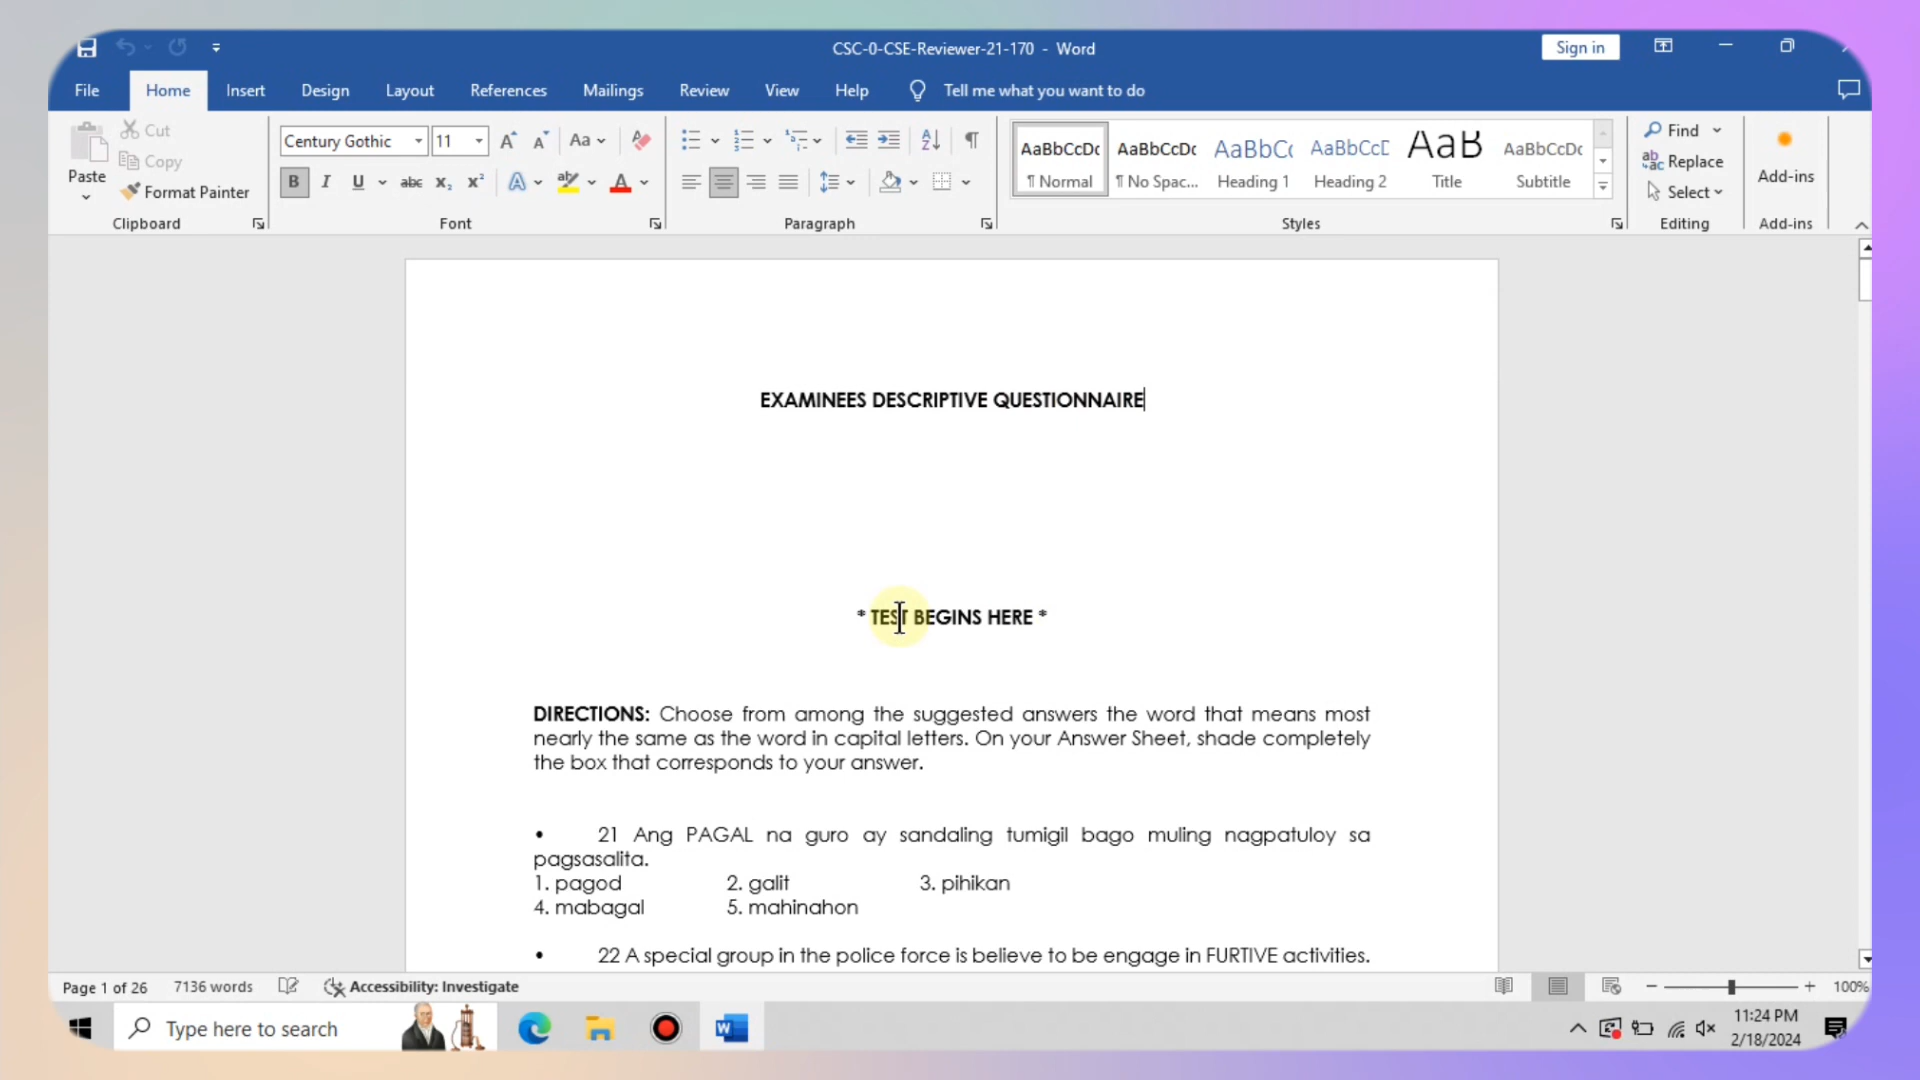 CSC-0-CSE-Reviewer-21-170 - Word
Sign in
File Home Insert Design Layout References Mailings Review View Help Tell me what you want to do
Paste
Cut
Copy
Format Painter
Clipboard
Century Gothic 11
Font
Paragraph
AaBbCcDc AaBbCcDc AaBbC AaBbCcD AaB AaBbCcDc
¶ Normal ¶ No Spac... Heading 1 Heading 2 Title Subtitle
Styles
Find
Replace
Select
Editing
Add-ins
Add-ins
EXAMINEES DESCRIPTIVE QUESTIONNAIRE
* TEST BEGINS HERE *
DIRECTIONS: Choose from among the suggested answers the word that means most
nearly the same as the word in capital letters. On your Answer Sheet, shade completely
the box that corresponds to your answer.
• 21 Ang PAGAL na guro ay sandaling tumigil bago muling nagpatuloy sa
pagsasalita.
1. pagod 2. galit 3. pihikan
4. mabagal 5. mahinahon
• 22 A special group in the police force is believe to be engage in FURTIVE activities.
Page 1 of 26 7136 words Accessibility: Investigate 100%
Type here to search
11:24 PM
2/18/2024